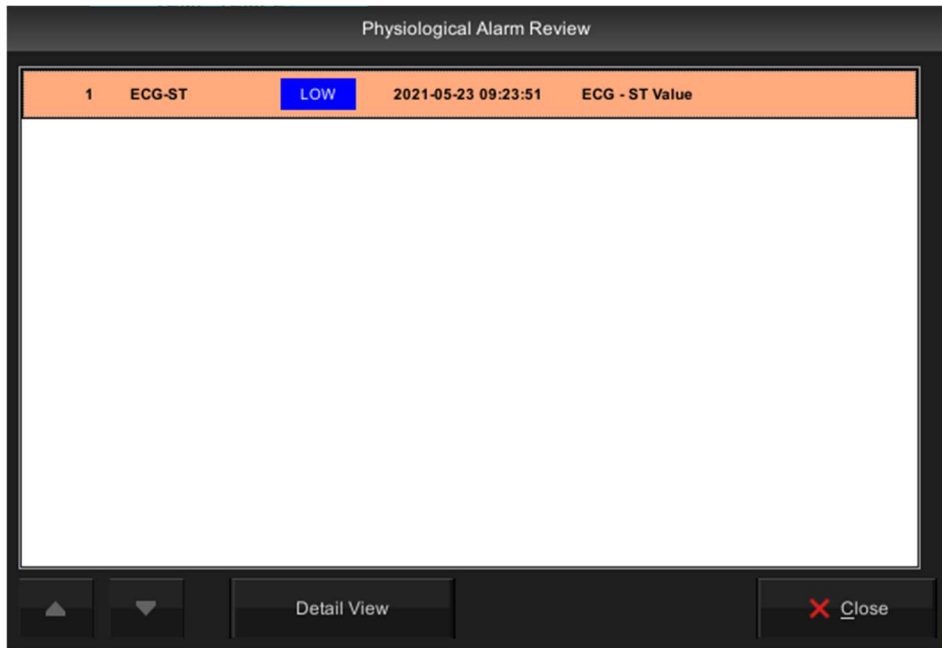 Physiological Alarm Review
1 ECG-ST LOW 2021-05-23 09:23:51 ECG - ST Value
Detail View
Close